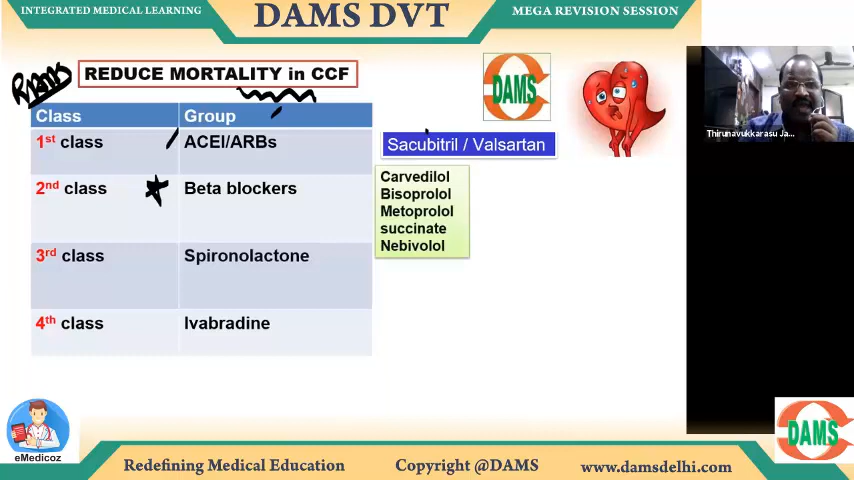 INTEGRATED MEDICAL LEARNING
DAMS DVT
MEGA REVISION SESSION
REDUCE MORTALITY in CCF
DAMS
Class Group
1st class ACEI/ARBs
Sacubitril / Valsartan
2nd class Beta blockers
Carvedilol
Bisoprolol
Metoprolol
succinate
Nebivolol
3rd class Spironolactone
4th class Ivabradine
Thirunavukkarasu Ja...
eMedicoz
DAMS
Redefining Medical Education Copyright @DAMS www.damsdelhi.com